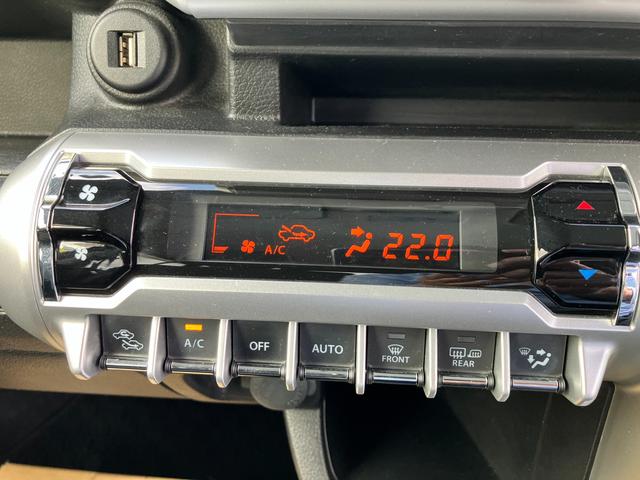 A/C 22.0
A/C OFF AUTO FRONT REAR